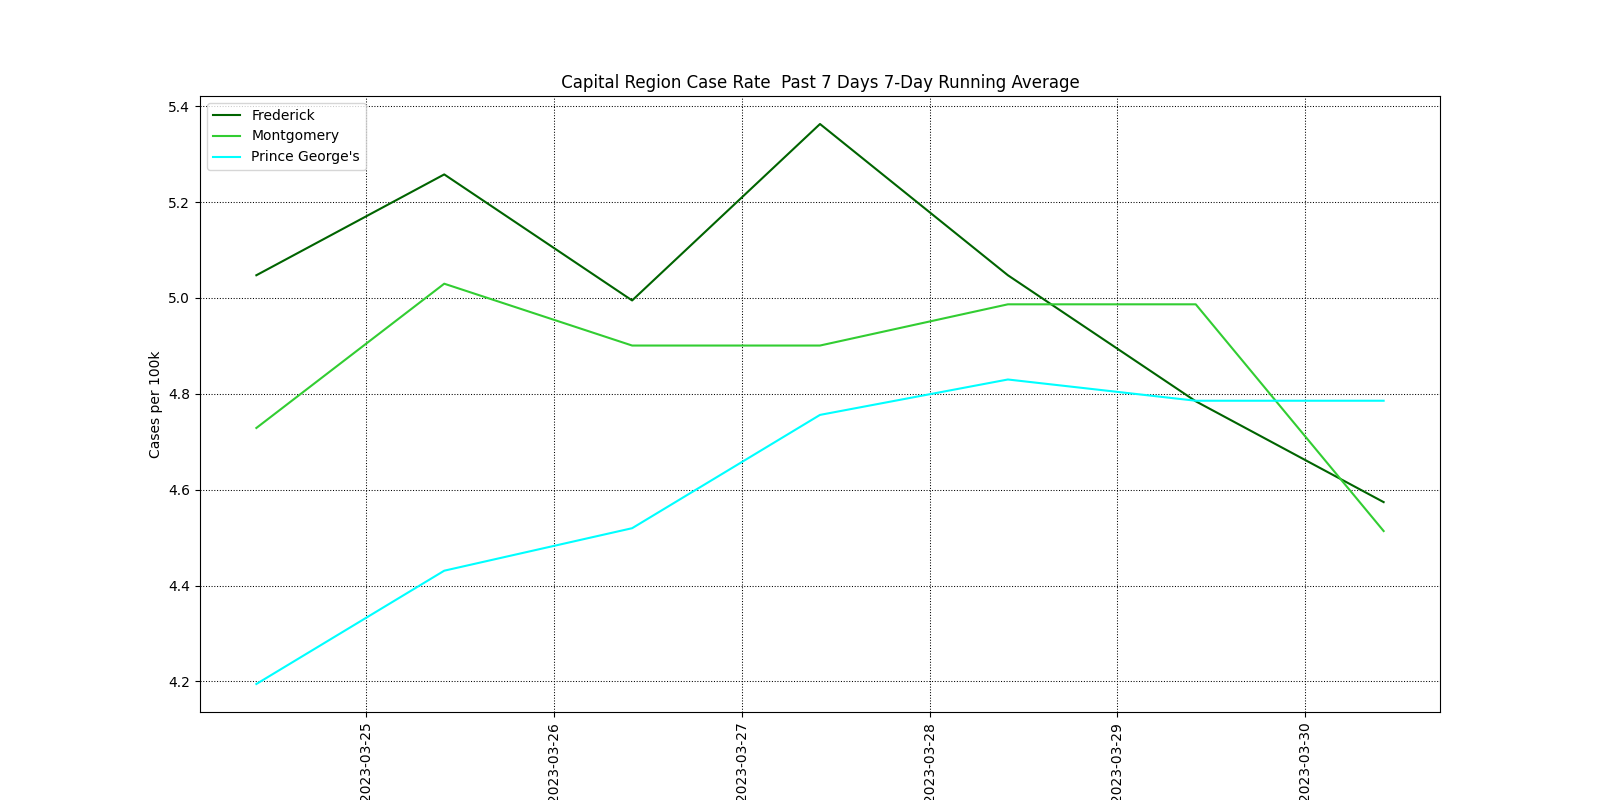 Capital Region Case Rate  Past 7 Days 7-Day Running Average
Frederick
Montgomery
Prince George's
Cases per 100k
5.4
5.2
5.0
4.8
4.6
4.4
4.2
2023-03-25
2023-03-26
2023-03-27
2023-03-28
2023-03-29
2023-03-30